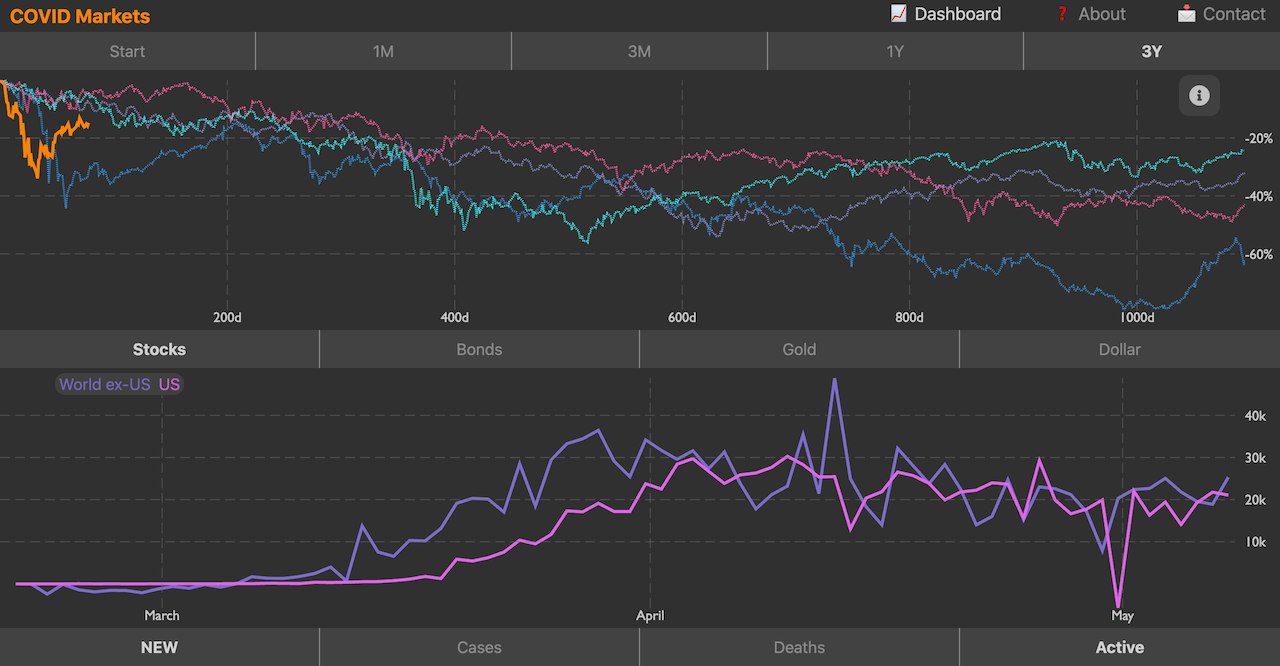 COVID Markets 📈 Dashboard ❓ About 📩 Contact
Start 1M 3M 1Y 3Y
i
-20%
-40%
-60%
200d 400d 600d 800d 1000d
Stocks Bonds Gold Dollar
World ex-US US
40k
30k
20k
10k
March April May
NEW Cases Deaths Active